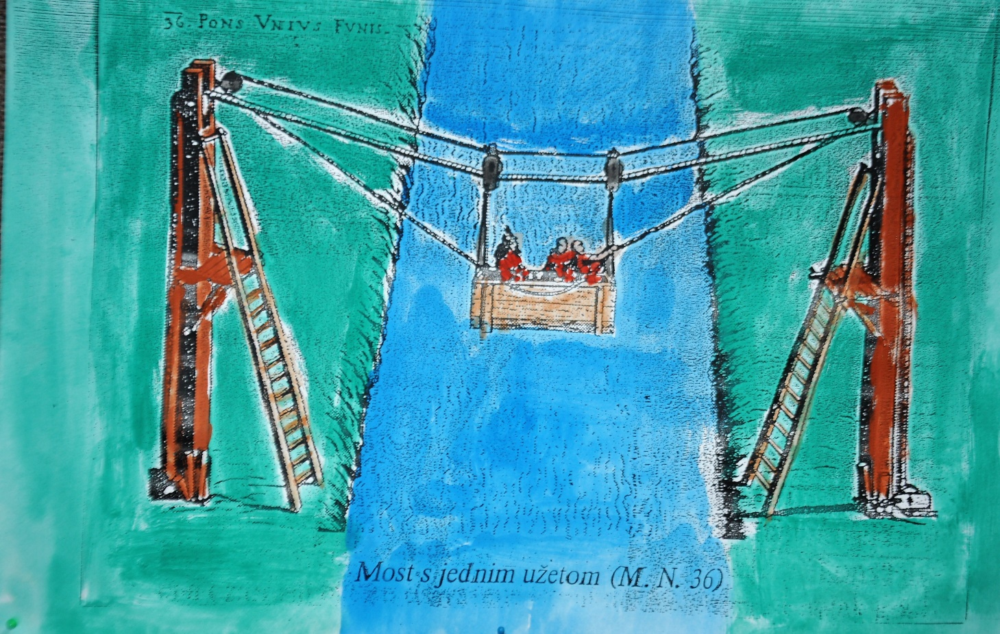 36. PONS VNIVS FVNIS.
Most s jednim užetom (M. N. 36)